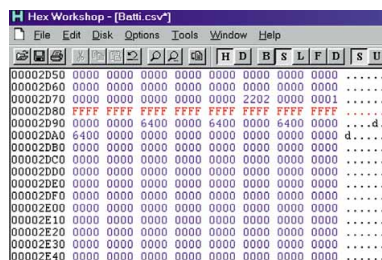 Hex Workshop - [Batti.csv*]
File Edit Disk Options Tools Window Help
H D B S L F D S U
00002D50 0000 0000 0000 0000 0000 0000 0000 0000 ......
00002D60 0000 0000 0000 0000 0000 0000 0000 0000 ......
00002D70 0000 0000 0000 0000 0000 2202 0000 0001 ......
00002D80 FFFF FFFF FFFF FFFF FFFF FFFF FFFF FFFF ......
00002D90 0000 0000 6400 0000 6400 0000 6400 0000 ....d.
00002DA0 6400 0000 0000 0000 0000 0000 0000 0000 d.....
00002DB0 0000 0000 0000 0000 0000 0000 0000 0000 ......
00002DC0 0000 0000 0000 0000 0000 0000 0000 0000 ......
00002DD0 0000 0000 0000 0000 0000 0000 0000 0000 ......
00002DE0 0000 0000 0000 0000 0000 0000 0000 0000 ......
00002DF0 0000 0000 0000 0000 0000 0000 0000 0000 ......
00002E00 0000 0000 0000 0000 0000 0000 0000 0000 ......
00002E10 0000 0000 0000 0000 0000 0000 0000 0000 ......
00002E20 0000 0000 0000 0000 0000 0000 0000 0000 ......
00002E30 0000 0000 0000 0000 0000 0000 0000 0000 ......
00002E40 0000 0000 0000 0000 0000 0000 0000 0000 ......